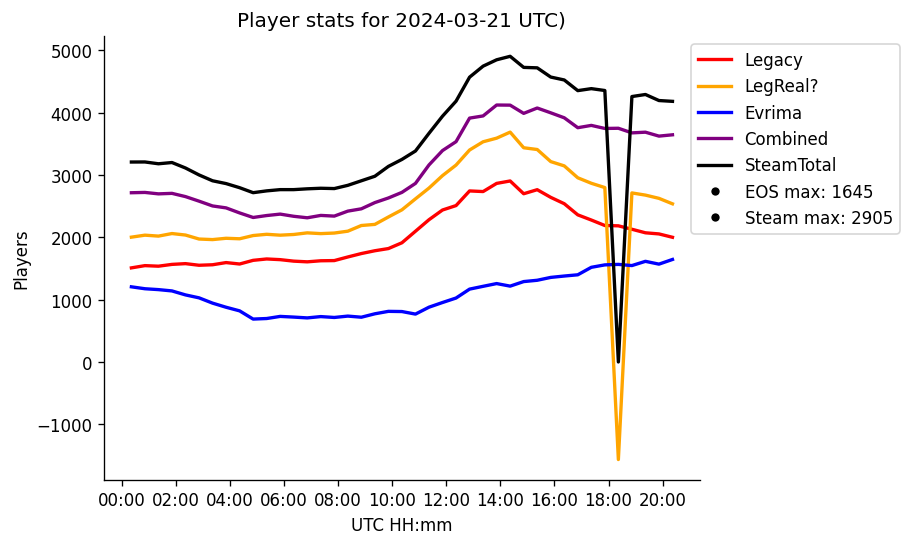 Player stats for 2024-03-21 UTC)
5000
4000
3000
2000
1000
0
−1000
Players
00:00 02:00 04:00 06:00 08:00 10:00 12:00 14:00 16:00 18:00 20:00
UTC HH:mm
Legacy
LegReal?
Evrima
Combined
SteamTotal
EOS max: 1645
Steam max: 2905